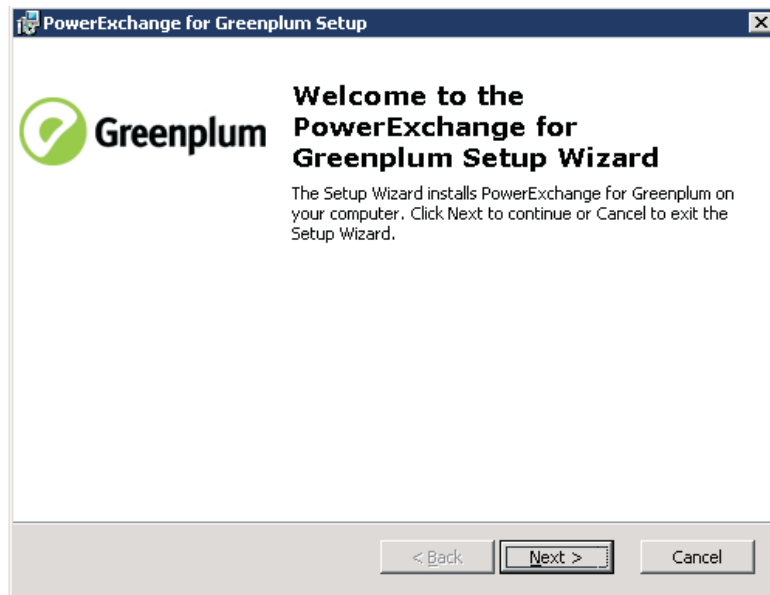 PowerExchange for Greenplum Setup
Greenplum
Welcome to the
PowerExchange for
Greenplum Setup Wizard
The Setup Wizard installs PowerExchange for Greenplum on
your computer. Click Next to continue or Cancel to exit the
Setup Wizard.
< Back
Next >
Cancel